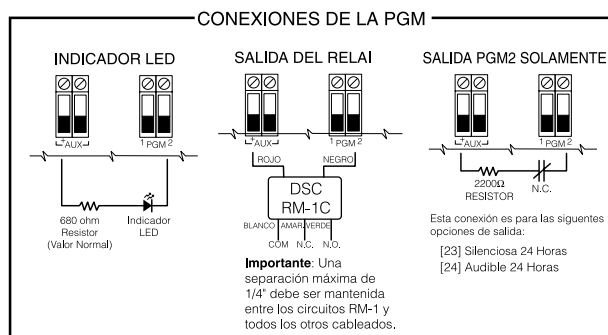 CONEXIONES DE LA PGM
INDICADOR LED
+AUX-
1 PGM 2
680 ohm
Resistor
(Valor Normal)
Indicador
LED
SALIDA DEL RELAI
+AUX-
1 PGM 2
ROJO
NEGRO
DSC
RM-1C
BLANCO
AMAR.
VERDE
COM
N.C.
N.O.
Importante: Una
separación máxima de
1/4" debe ser mantenida
entre los circuitos RM-1 y
todos los otros cableados.
SALIDA PGM2 SOLAMENTE
+AUX-
1 PGM 2
2200Ω
RESISTOR
N.C.
Esta conexión es para las siguentes
opciones de salida:
[23] Silenciosa 24 Horas
[24] Audible 24 Horas